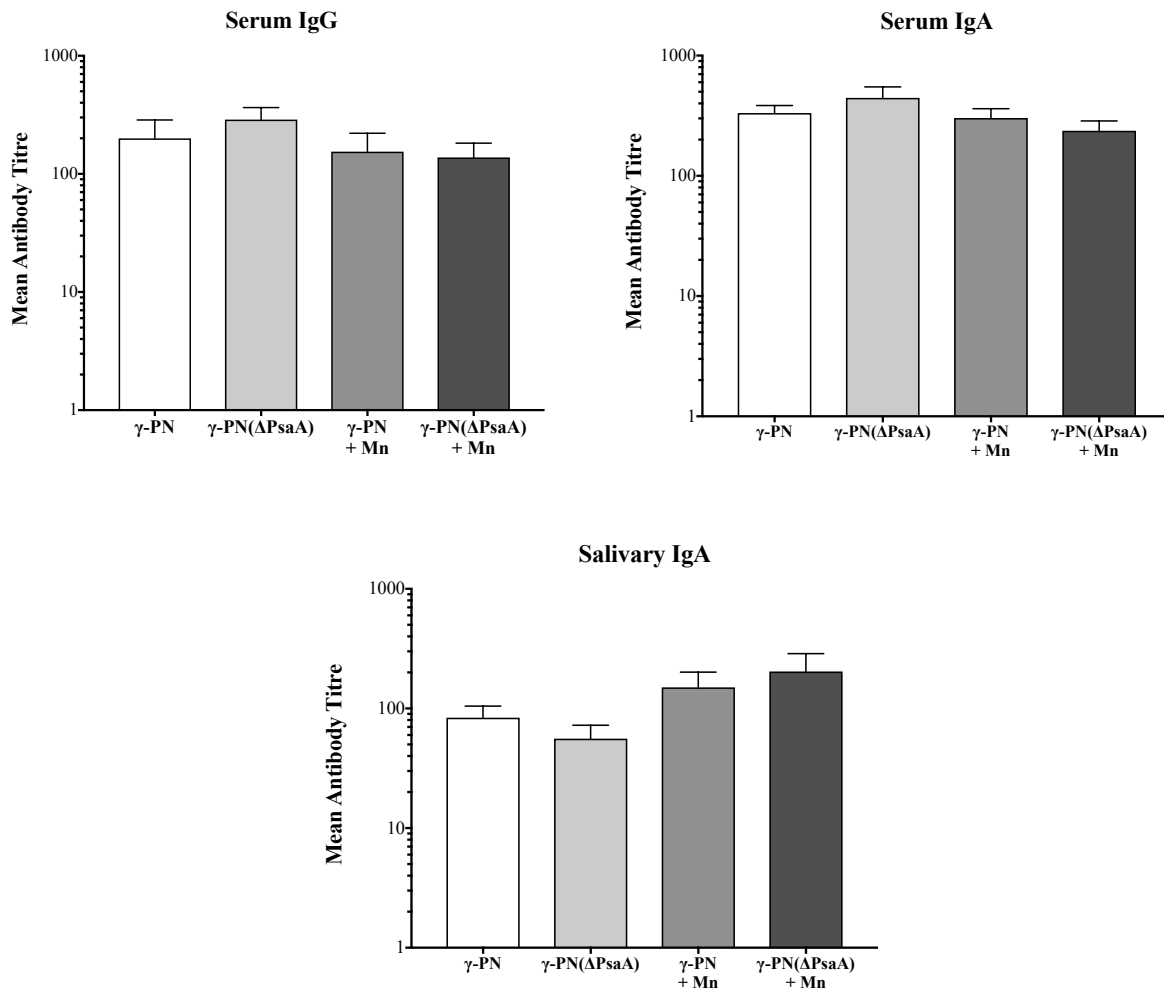 Serum IgG
Mean Antibody Titre
1000
100
10
1
γ-PN
γ-PN(ΔPsaA)
γ-PN
+ Mn
γ-PN(ΔPsaA)
+ Mn
Serum IgA
Mean Antibody Titre
1000
100
10
1
γ-PN
γ-PN(ΔPsaA)
γ-PN
+ Mn
γ-PN(ΔPsaA)
+ Mn
Salivary IgA
Mean Antibody Titre
1000
100
10
1
γ-PN
γ-PN(ΔPsaA)
γ-PN
+ Mn
γ-PN(ΔPsaA)
+ Mn